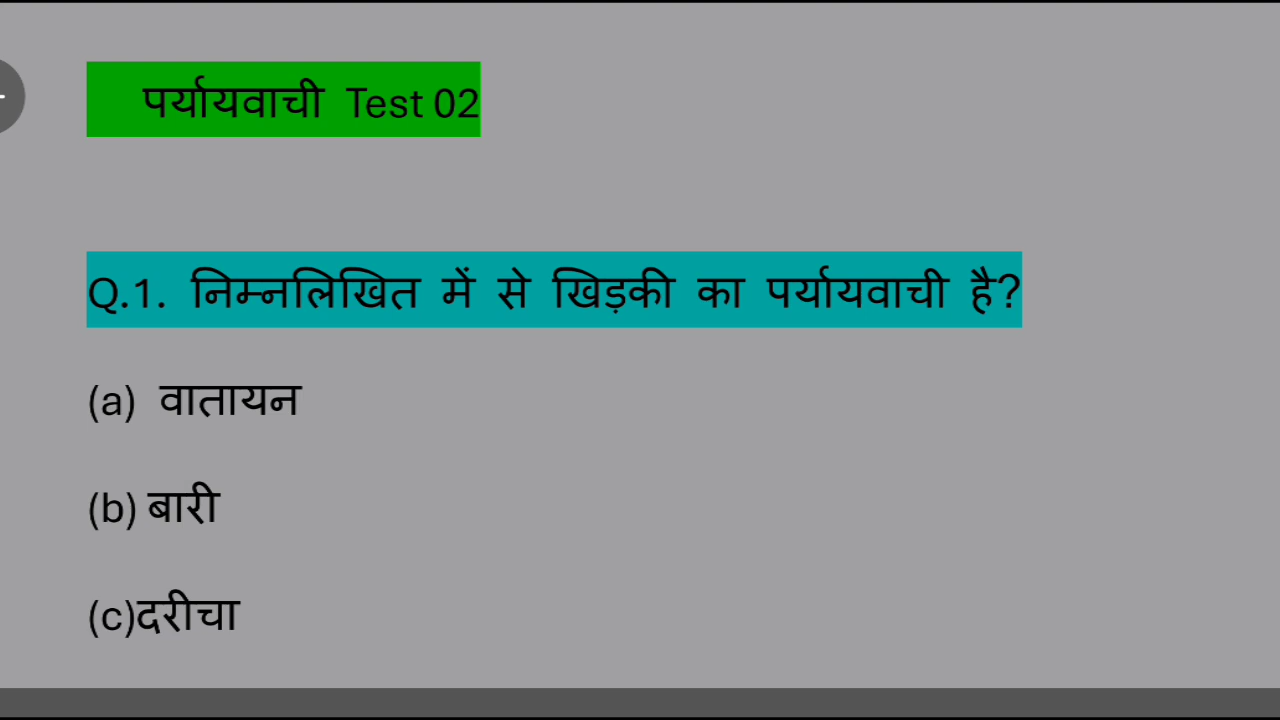 पर्यायवाची Test 02
Q.1. निम्नलिखित में से खिड़की का पर्यायवाची है?
(a) वातायन
(b) बारी
(c)दरीचा